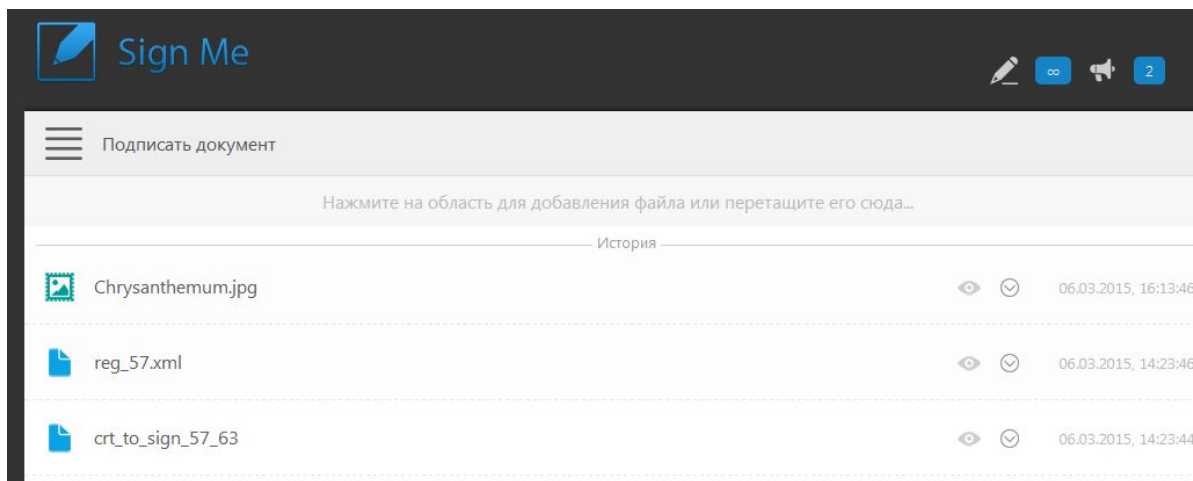 Sign Me
∞ 2
Подписать документ
Нажмите на область для добавления файла или перетащите его сюда...
История
Chrysanthemum.jpg 06.03.2015, 16:13:46
reg_57.xml 06.03.2015, 14:23:46
crt_to_sign_57_63 06.03.2015, 14:23:44